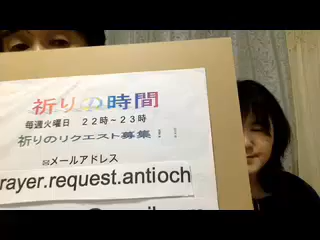 祈りの時間
毎週火曜日 22時~23時
祈りのリクエスト募集!!
✉メールアドレス
rayer.request.antioch